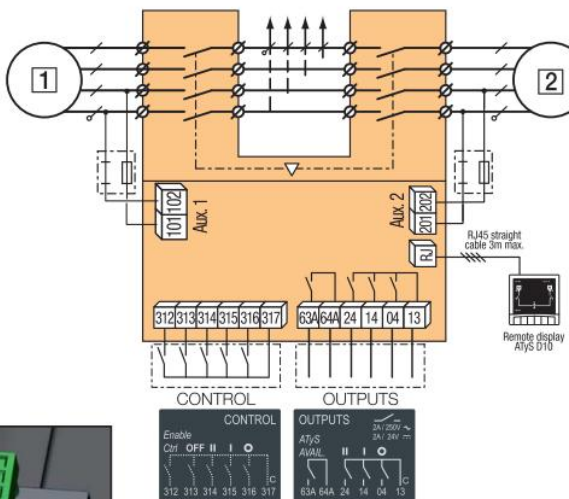 1
2
101 102
Aux. 1
Aux. 2
201 202
RJ
RJ45 straight
cable 3m max.
Remote display
ATyS D10
312 313 314 315 316 317
63A 64A 24 14 04 13
CONTROL
OUTPUTS
CONTROL
Enable
Ctrl OFF II I O
312 313 314 315 316 317
C
OUTPUTS
2A / 250V ~
2A / 24V ⎓
ATyS
AVAIL. II I O
63A 64A 24 14 04 13
C